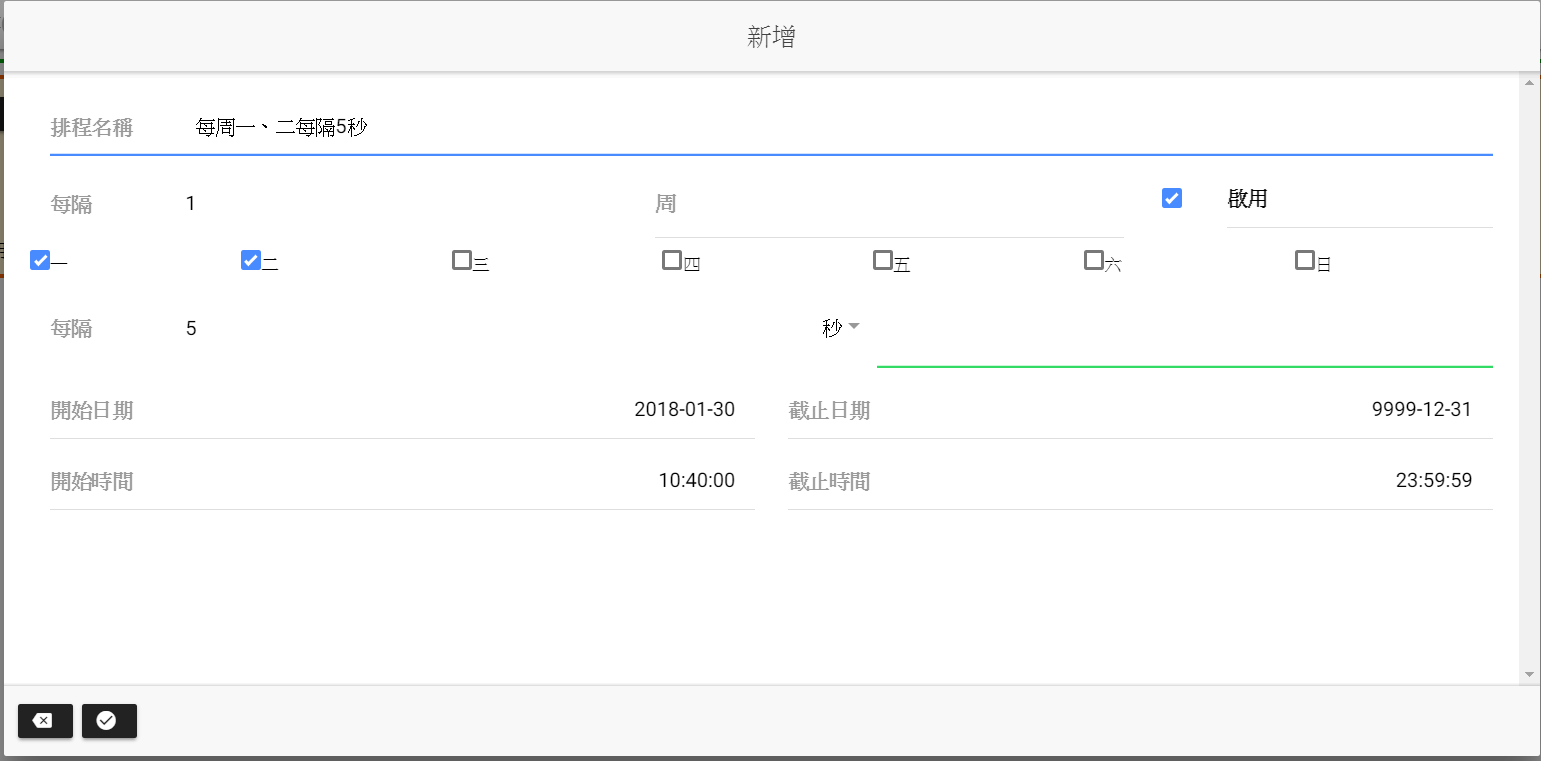 新增
排程名稱 每周一、二每隔5秒
每隔 1 周 啟用
一 二 三 四 五 六 日
每隔 5 秒
開始日期 2018-01-30 截止日期 9999-12-31
開始時間 10:40:00 截止時間 23:59:59